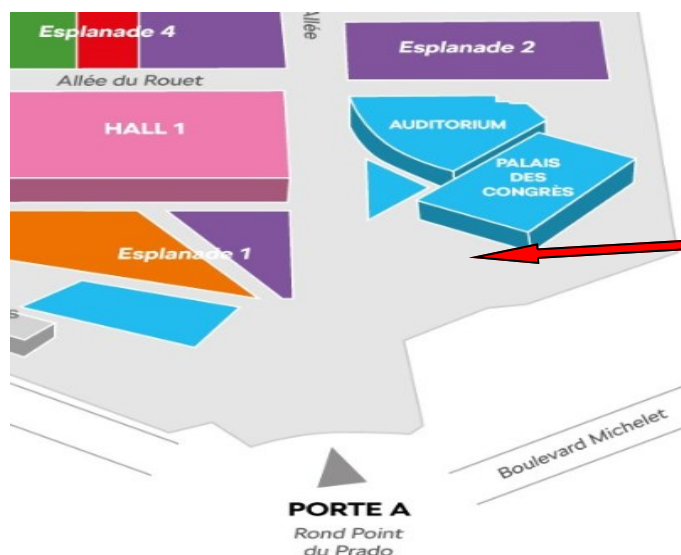 Esplanade 4
Allée
Esplanade 2
Allée du Rouet
HALL 1
AUDITORIUM
PALAIS
DES
CONGRÈS
Esplanade 1
Boulevard Michelet
PORTE A
Rond Point
du Prado